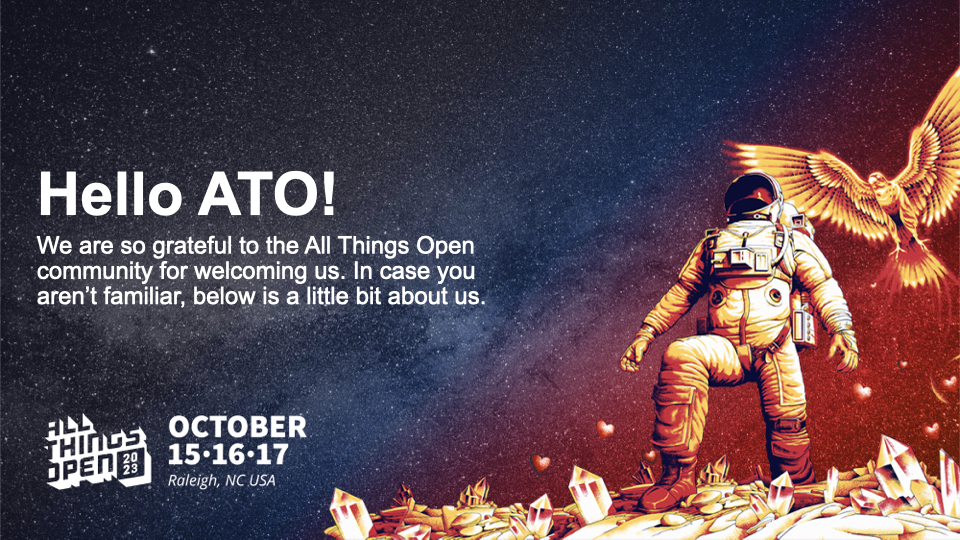 Hello ATO!
We are so grateful to the All Things Open
community for welcoming us. In case you
aren’t familiar, below is a little bit about us.
ALL
THINGS
OPEN 2023
OCTOBER
15•16•17
Raleigh, NC USA